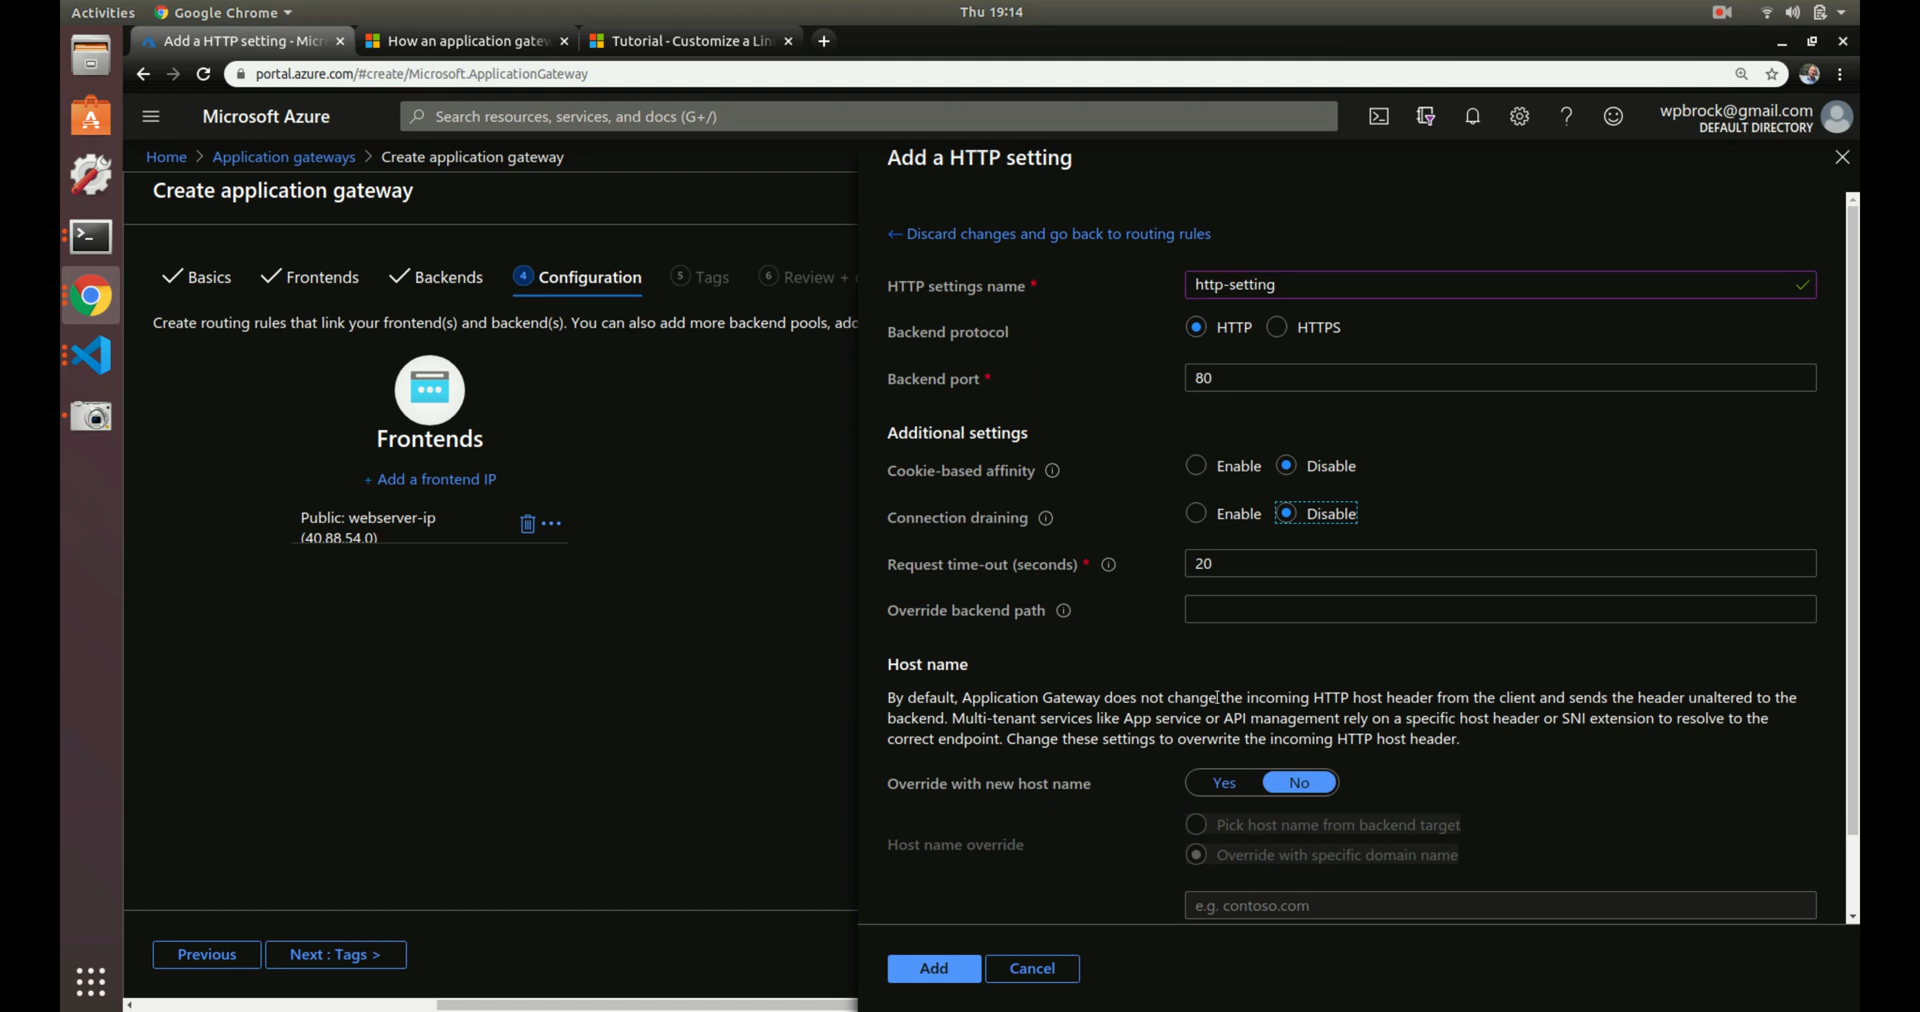 Activities
Google Chrome
Thu 19:14
Add a HTTP setting - Micr
How an application gatew
Tutorial - Customize a Lin
portal.azure.com/#create/Microsoft.ApplicationGateway
Microsoft Azure
Search resources, services, and docs (G+/)
wpbrock@gmail.com
DEFAULT DIRECTORY
Home > Application gateways > Create application gateway
Create application gateway
Basics
Frontends
Backends
4 Configuration
5 Tags
6 Review +
Create routing rules that link your frontend(s) and backend(s). You can also add more backend pools, add
Frontends
+ Add a frontend IP
Public: webserver-ip
(40.88.54.0)
Previous
Next : Tags >
Add a HTTP setting
← Discard changes and go back to routing rules
HTTP settings name *
http-setting
Backend protocol
HTTP
HTTPS
Backend port *
80
Additional settings
Cookie-based affinity
Enable
Disable
Connection draining
Enable
Disable
Request time-out (seconds) *
20
Override backend path
Host name
By default, Application Gateway does not change the incoming HTTP host header from the client and sends the header unaltered to the
backend. Multi-tenant services like App service or API management rely on a specific host header or SNI extension to resolve to the
correct endpoint. Change these settings to overwrite the incoming HTTP host header.
Override with new host name
Yes
No
Host name override
Pick host name from backend target
Override with specific domain name
e.g. contoso.com
Add
Cancel